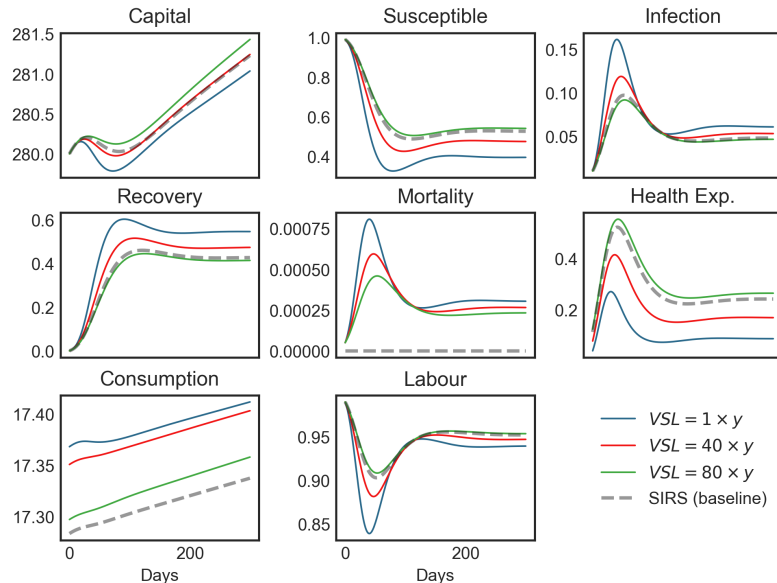 Capital
Susceptible
Infection
281.5
281.0
280.5
280.0
1.0
0.8
0.6
0.4
0.15
0.10
0.05
Recovery
Mortality
Health Exp.
0.6
0.4
0.2
0.0
0.00075
0.00050
0.00025
0.00000
0.4
0.2
Consumption
Labour
17.40
17.35
17.30
0
200
Days
0.95
0.90
0.85
0
200
Days
VSL = 1 × y
VSL = 40 × y
VSL = 80 × y
SIRS (baseline)